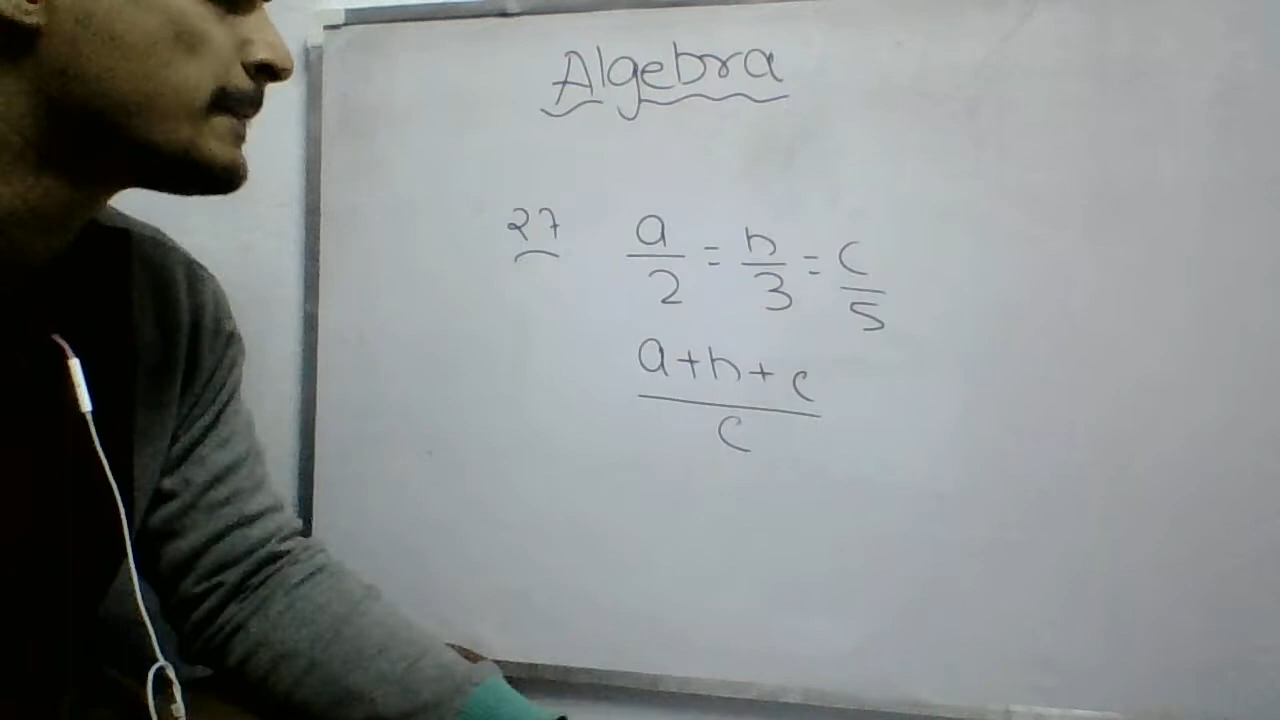 Algebra
27 a/2 = h/3 = c/5
a+h+c/c